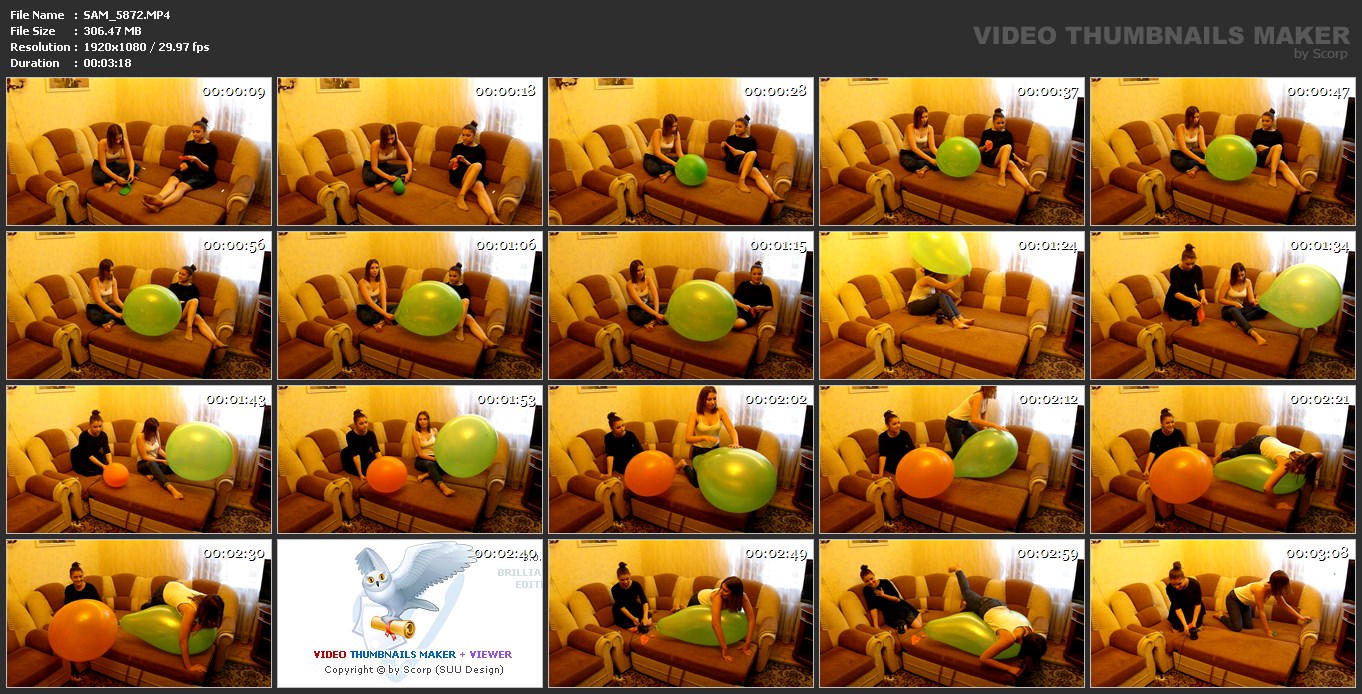 File Name : SAM_5872.MP4
File Size : 306.47 MB
Resolution : 1920x1080 / 29.97 fps
Duration : 00:03:18
VIDEO THUMBNAILS MAKER
by Scorp
00:00:09 00:00:18 00:00:28 00:00:37 00:00:47
00:00:56 00:01:06 00:01:15 00:01:24 00:01:34
00:01:43 00:01:53 00:02:02 00:02:12 00:02:21
00:02:30 00:02:40 00:02:49 00:02:59 00:03:08
BRILLIA
EDITI
VIDEO THUMBNAILS MAKER + VIEWER
Copyright © by Scorp (SUU Design)